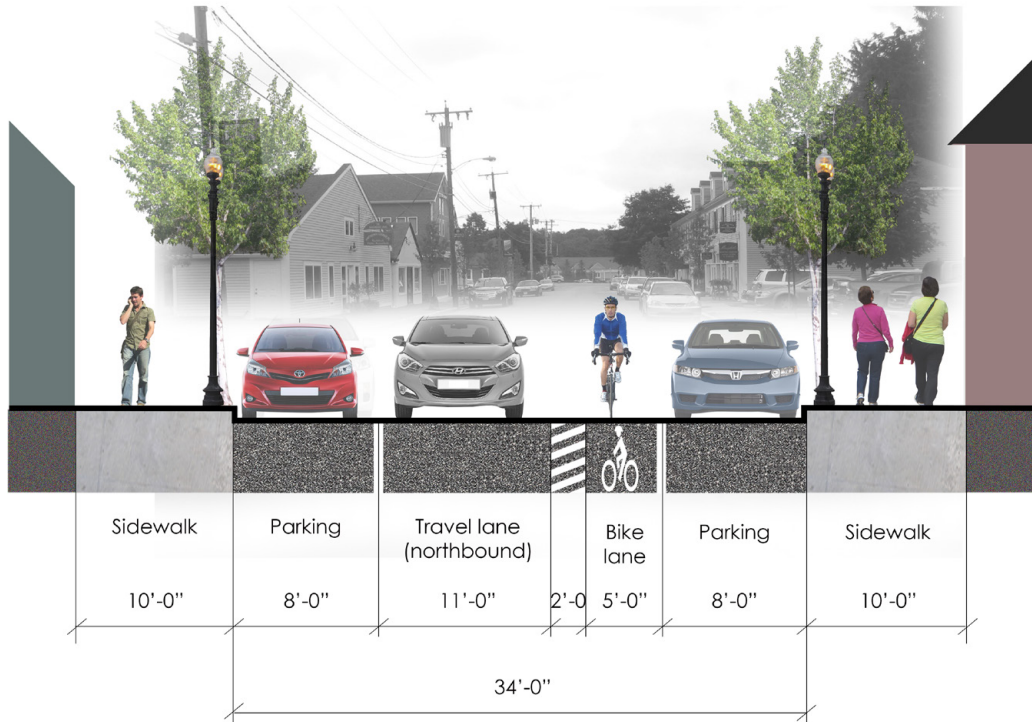 Sidewalk
Parking
Travel lane
(northbound)
Bike
lane
Parking
Sidewalk
10’-0”
8’-0”
11’-0”
2’-0
5’-0”
8’-0”
10’-0”
34’-0”